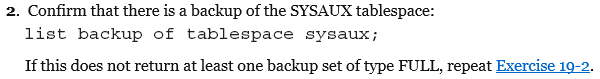 2. Confirm that there is a backup of the SYSAUX tablespace:
list backup of tablespace sysaux;
If this does not return at least one backup set of type FULL, repeat Exercise 19-2.